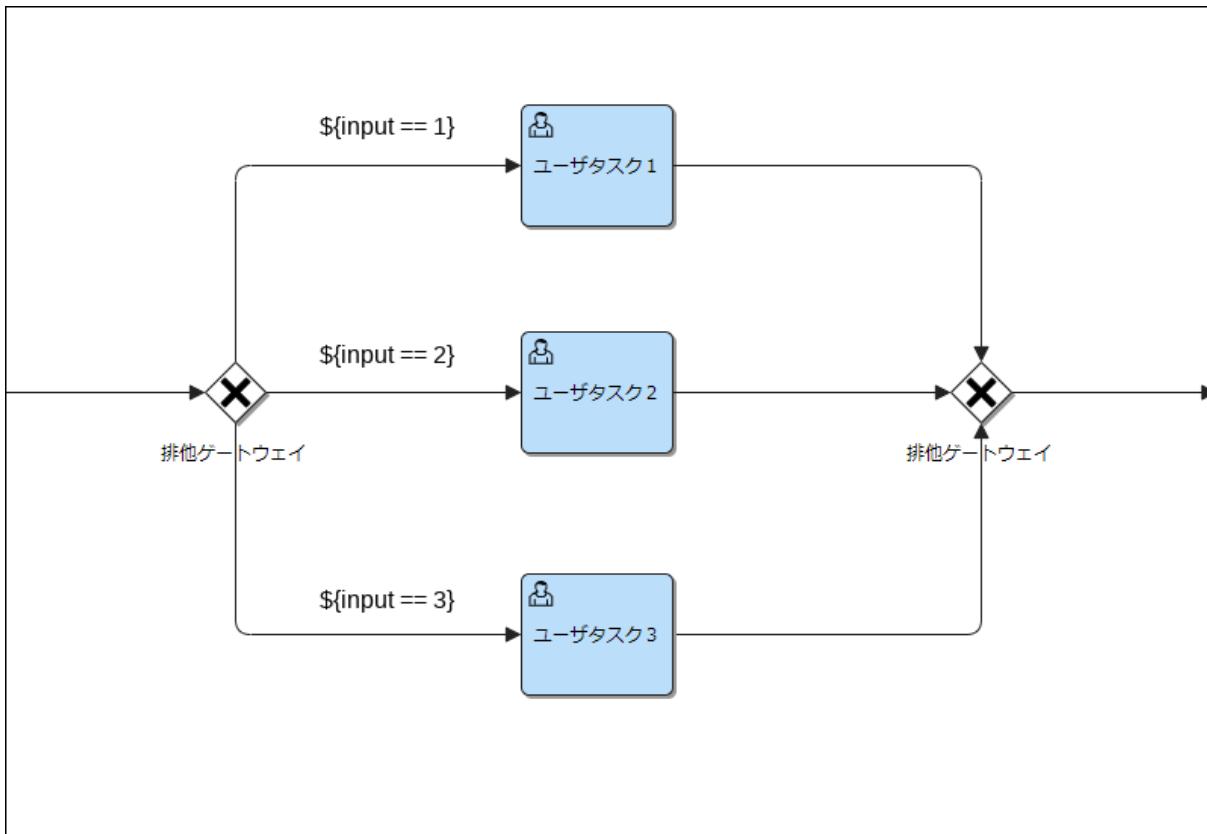 ${input == 1}
ユーザタスク1
${input == 2}
ユーザタスク2
排他ゲートウェイ
排他ゲートウェイ
${input == 3}
ユーザタスク3